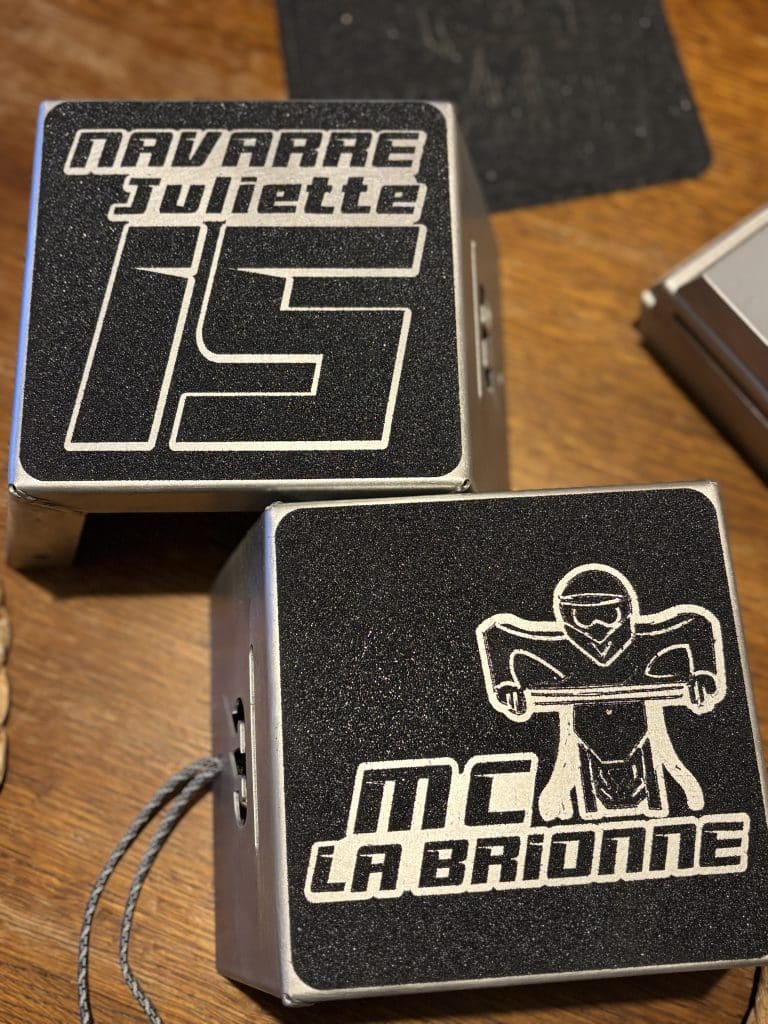 NAVARRE
Juliette
15
MC
LA BRIONNE